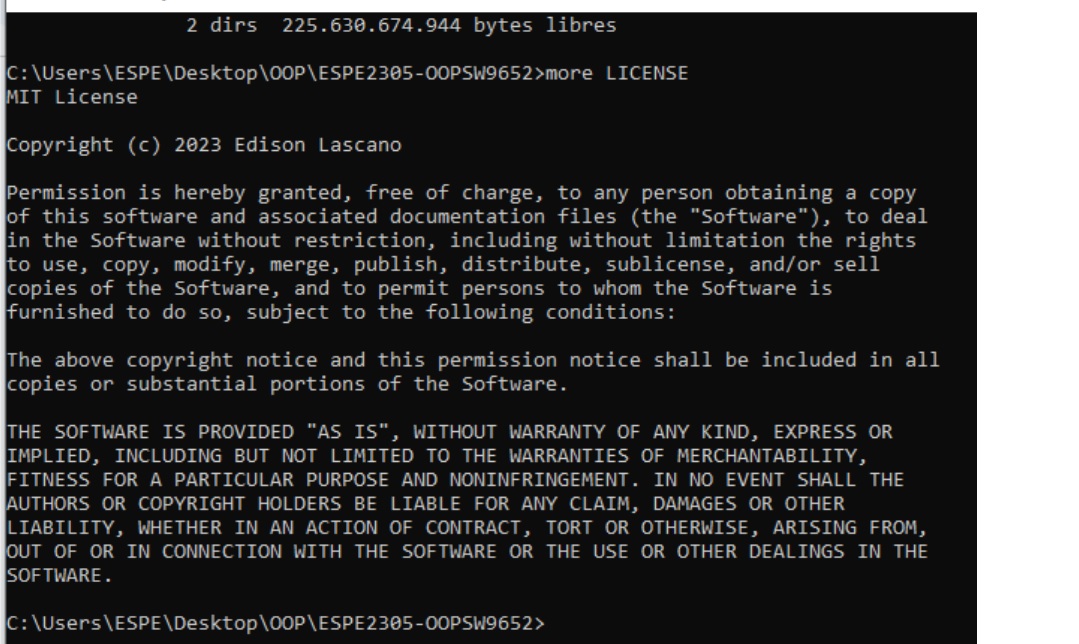 2 dirs  225.630.674.944 bytes libres
C:\Users\ESPE\Desktop\OOP\ESPE2305-OOPSW9652>more LICENSE
MIT License
Copyright (c) 2023 Edison Lascano
Permission is hereby granted, free of charge, to any person obtaining a copy
of this software and associated documentation files (the "Software"), to deal
in the Software without restriction, including without limitation the rights
to use, copy, modify, merge, publish, distribute, sublicense, and/or sell
copies of the Software, and to permit persons to whom the Software is
furnished to do so, subject to the following conditions:
The above copyright notice and this permission notice shall be included in all
copies or substantial portions of the Software.
THE SOFTWARE IS PROVIDED "AS IS", WITHOUT WARRANTY OF ANY KIND, EXPRESS OR
IMPLIED, INCLUDING BUT NOT LIMITED TO THE WARRANTIES OF MERCHANTABILITY,
FITNESS FOR A PARTICULAR PURPOSE AND NONINFRINGEMENT. IN NO EVENT SHALL THE
AUTHORS OR COPYRIGHT HOLDERS BE LIABLE FOR ANY CLAIM, DAMAGES OR OTHER
LIABILITY, WHETHER IN AN ACTION OF CONTRACT, TORT OR OTHERWISE, ARISING FROM,
OUT OF OR IN CONNECTION WITH THE SOFTWARE OR THE USE OR OTHER DEALINGS IN THE
SOFTWARE.
C:\Users\ESPE\Desktop\OOP\ESPE2305-OOPSW9652>